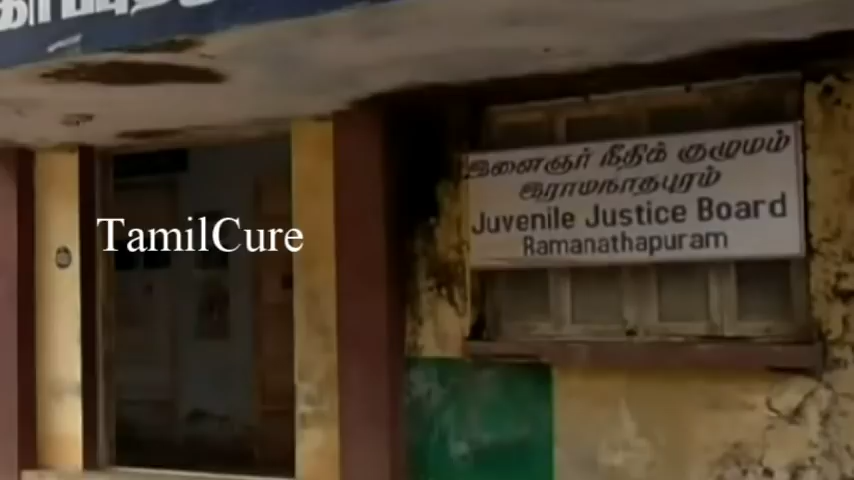 TamilCure
இளைஞர் நீதிக் குழுமம்
இராமநாதபுரம்
Juvenile Justice Board
Ramanathapuram